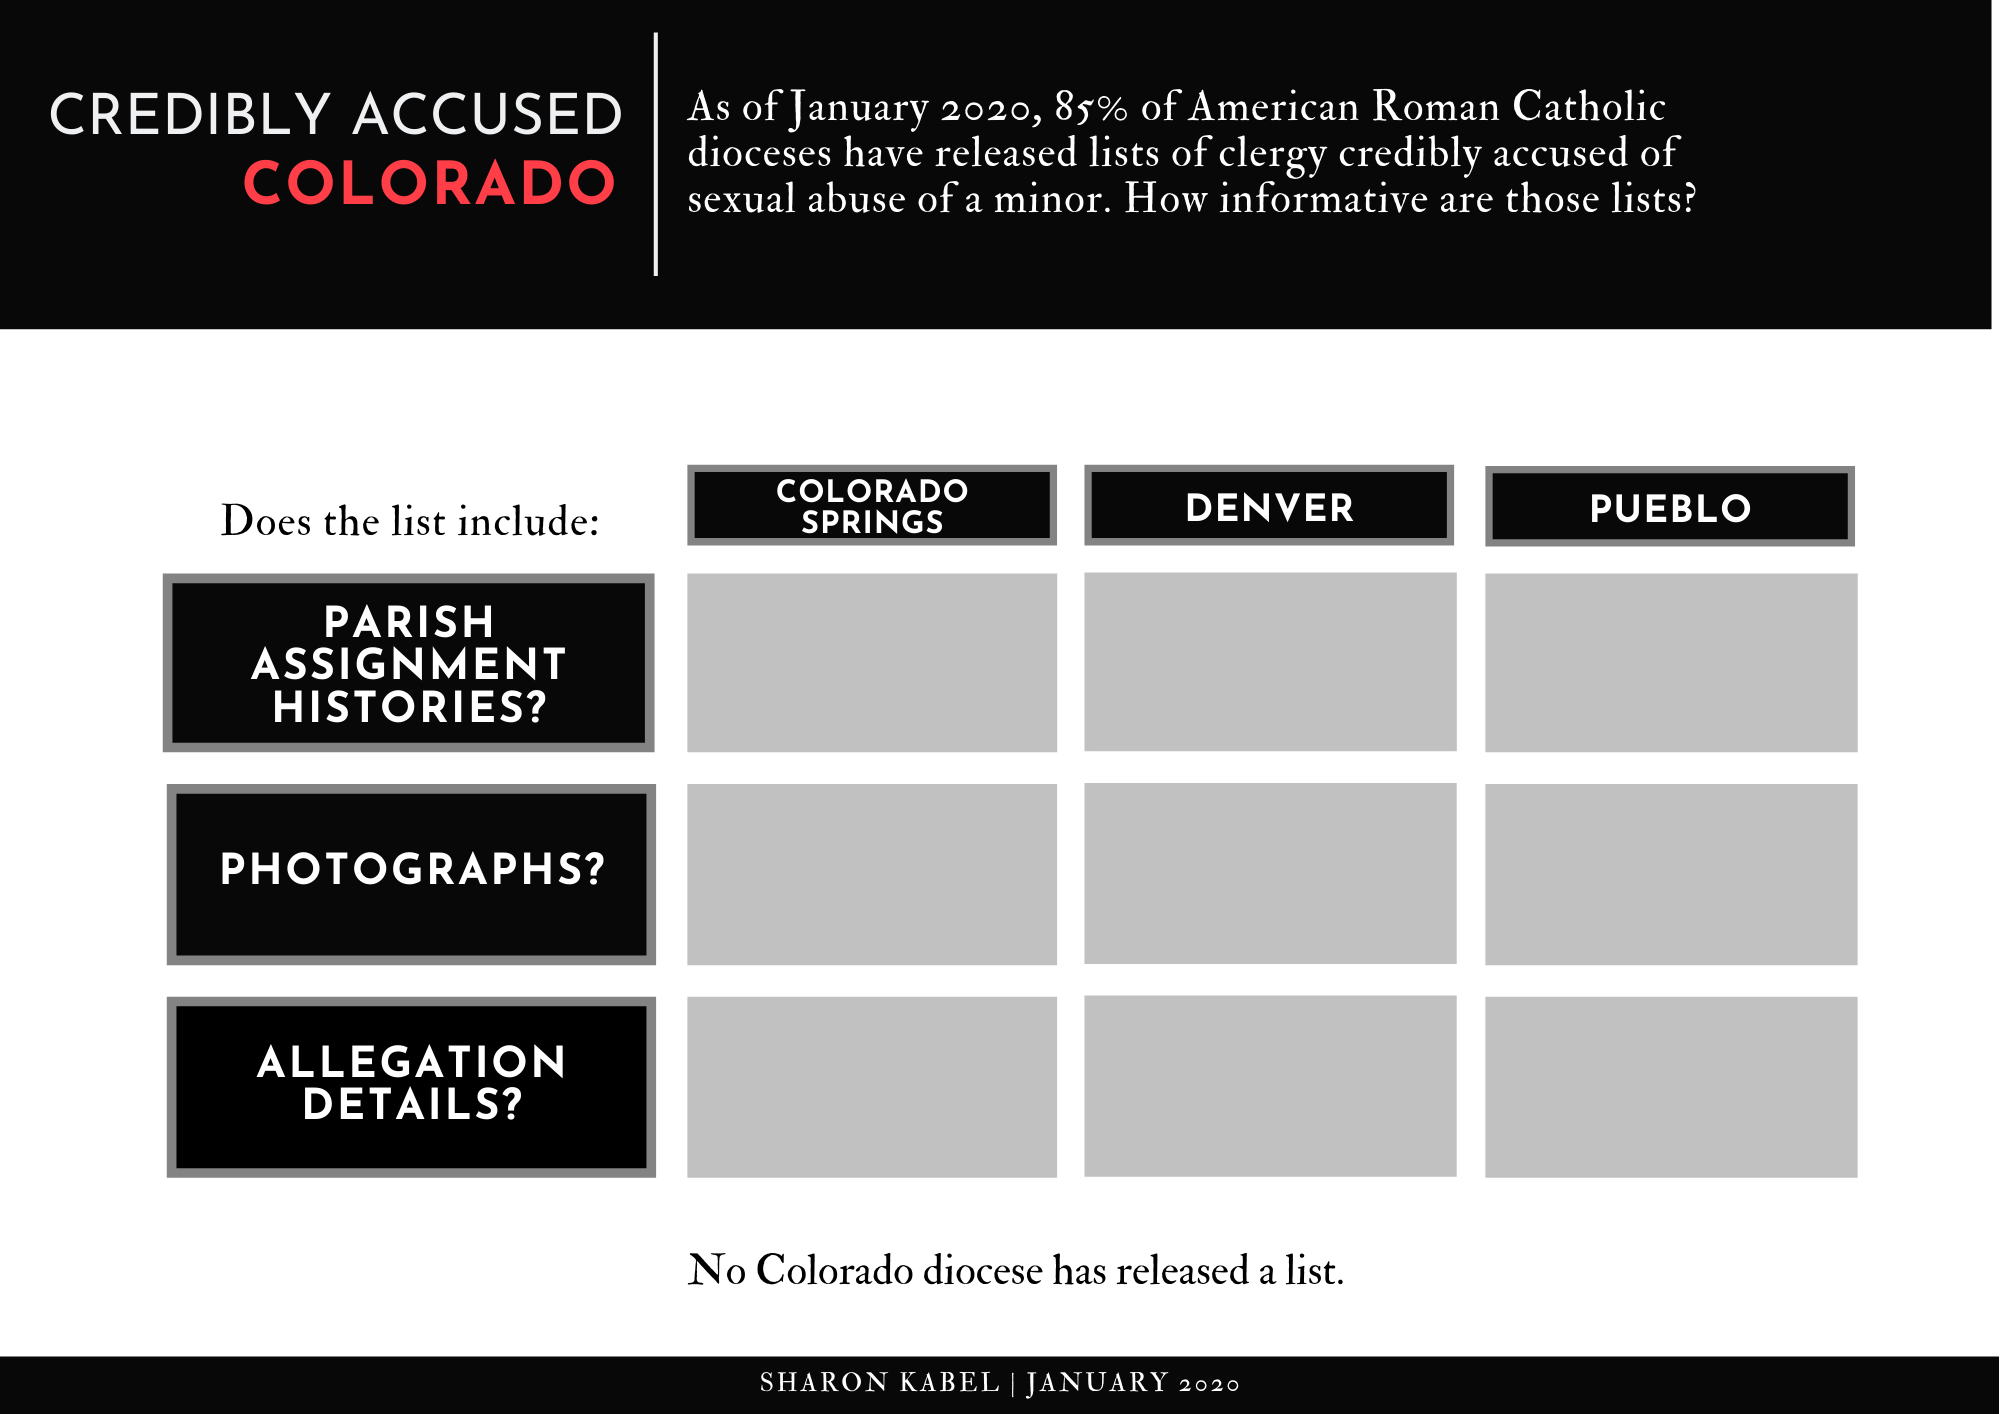 CREDIBLY ACCUSED
COLORADO
As of January 2020, 85% of American Roman Catholic
dioceses have released lists of clergy credibly accused of
sexual abuse of a minor. How informative are those lists?
Does the list include:
COLORADO
SPRINGS
DENVER
PUEBLO
PARISH
ASSIGNMENT
HISTORIES?
PHOTOGRAPHS?
ALLEGATION
DETAILS?
No Colorado diocese has released a list.
SHARON KABEL | JANUARY 2020